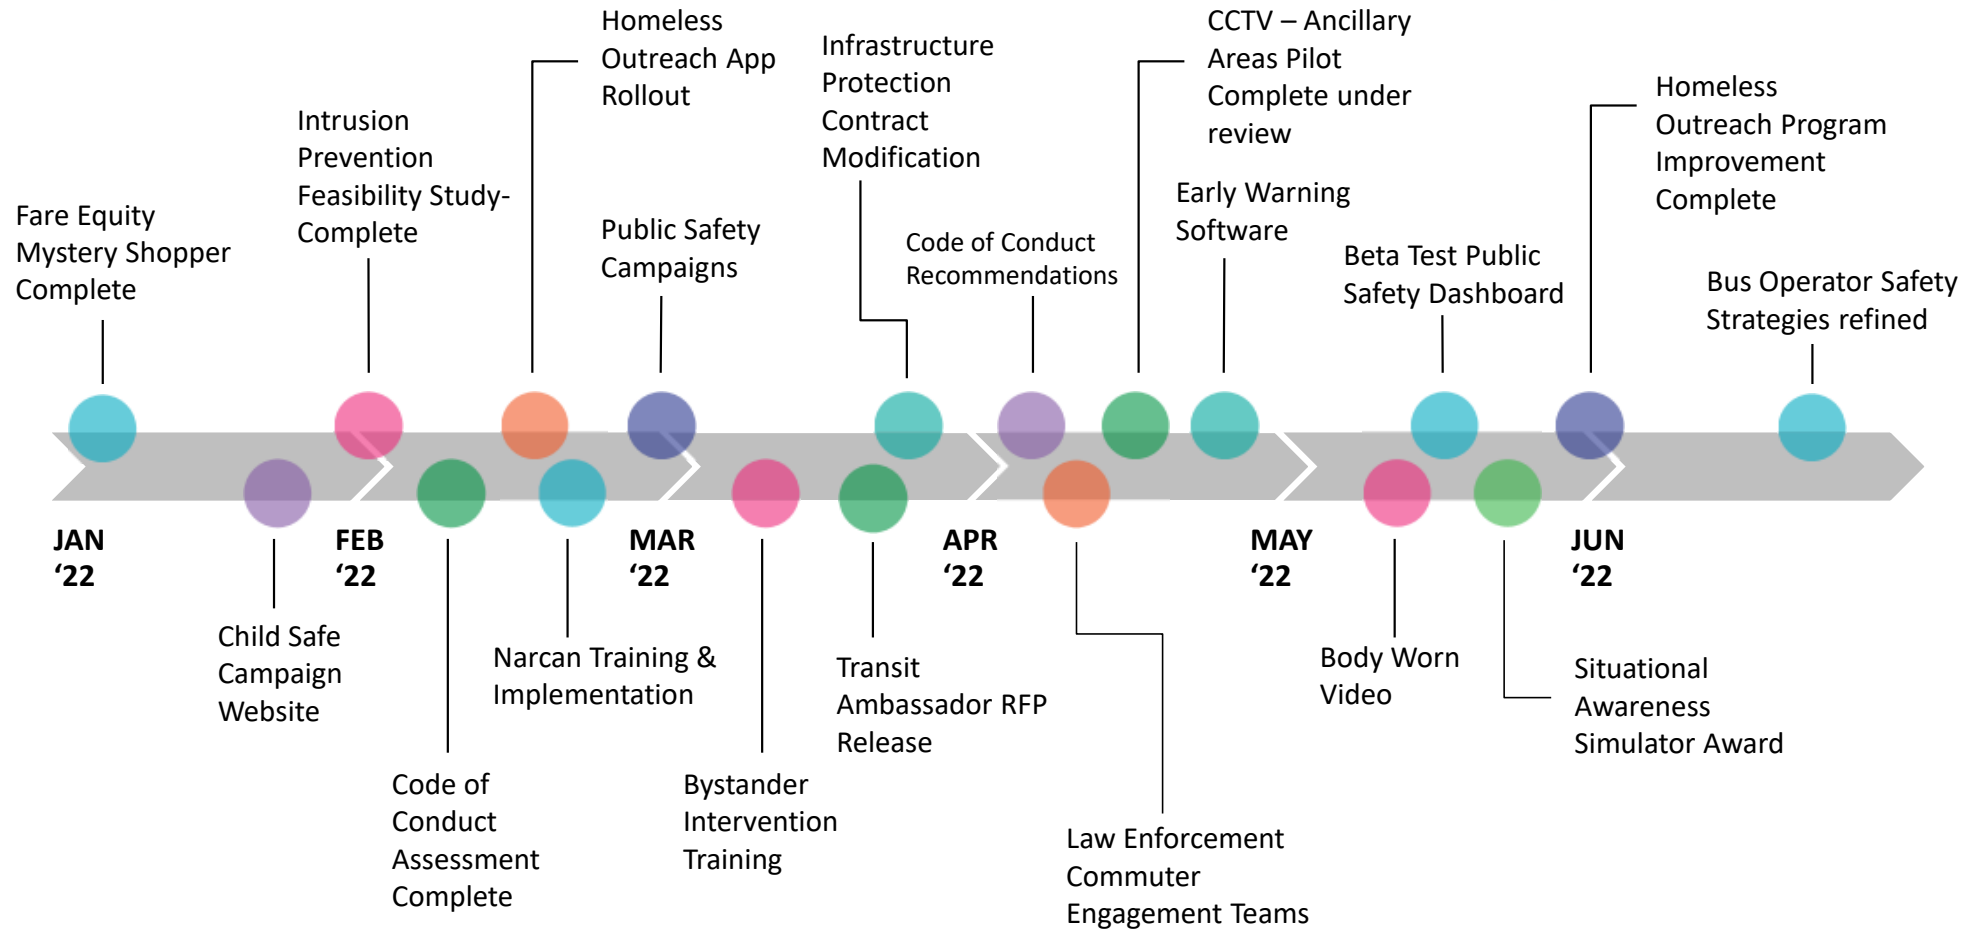 Fare Equity
Mystery Shopper
Complete
Intrusion
Prevention
Feasibility Study-
Complete
Homeless
Outreach App
Rollout
Public Safety
Campaigns
Infrastructure
Protection
Contract
Modification
Code of Conduct
Recommendations
CCTV – Ancillary
Areas Pilot
Complete under
review
Early Warning
Software
Beta Test Public
Safety Dashboard
Homeless
Outreach Program
Improvement
Complete
Bus Operator Safety
Strategies refined
JAN
‘22
FEB
‘22
MAR
‘22
APR
‘22
MAY
‘22
JUN
‘22
Child Safe
Campaign
Website
Code of
Conduct
Assessment
Complete
Narcan Training &
Implementation
Bystander
Intervention
Training
Transit
Ambassador RFP
Release
Law Enforcement
Commuter
Engagement Teams
Body Worn
Video
Situational
Awareness
Simulator Award